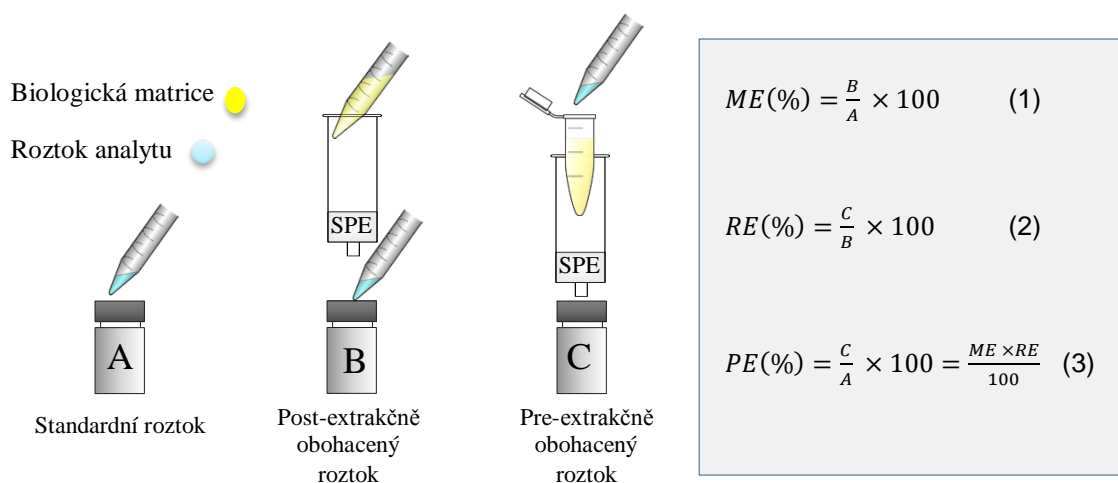 Biologická matrice
Roztok analytu
SPE
SPE
A
B
C
Standardní roztok
Post-extrakčně
obohacený
roztok
Pre-extrakčně
obohacený
roztok
ME(%) = B/A × 100 (1)
RE(%) = C/B × 100 (2)
PE(%) = C/A × 100 = ME ×RE/100 (3)